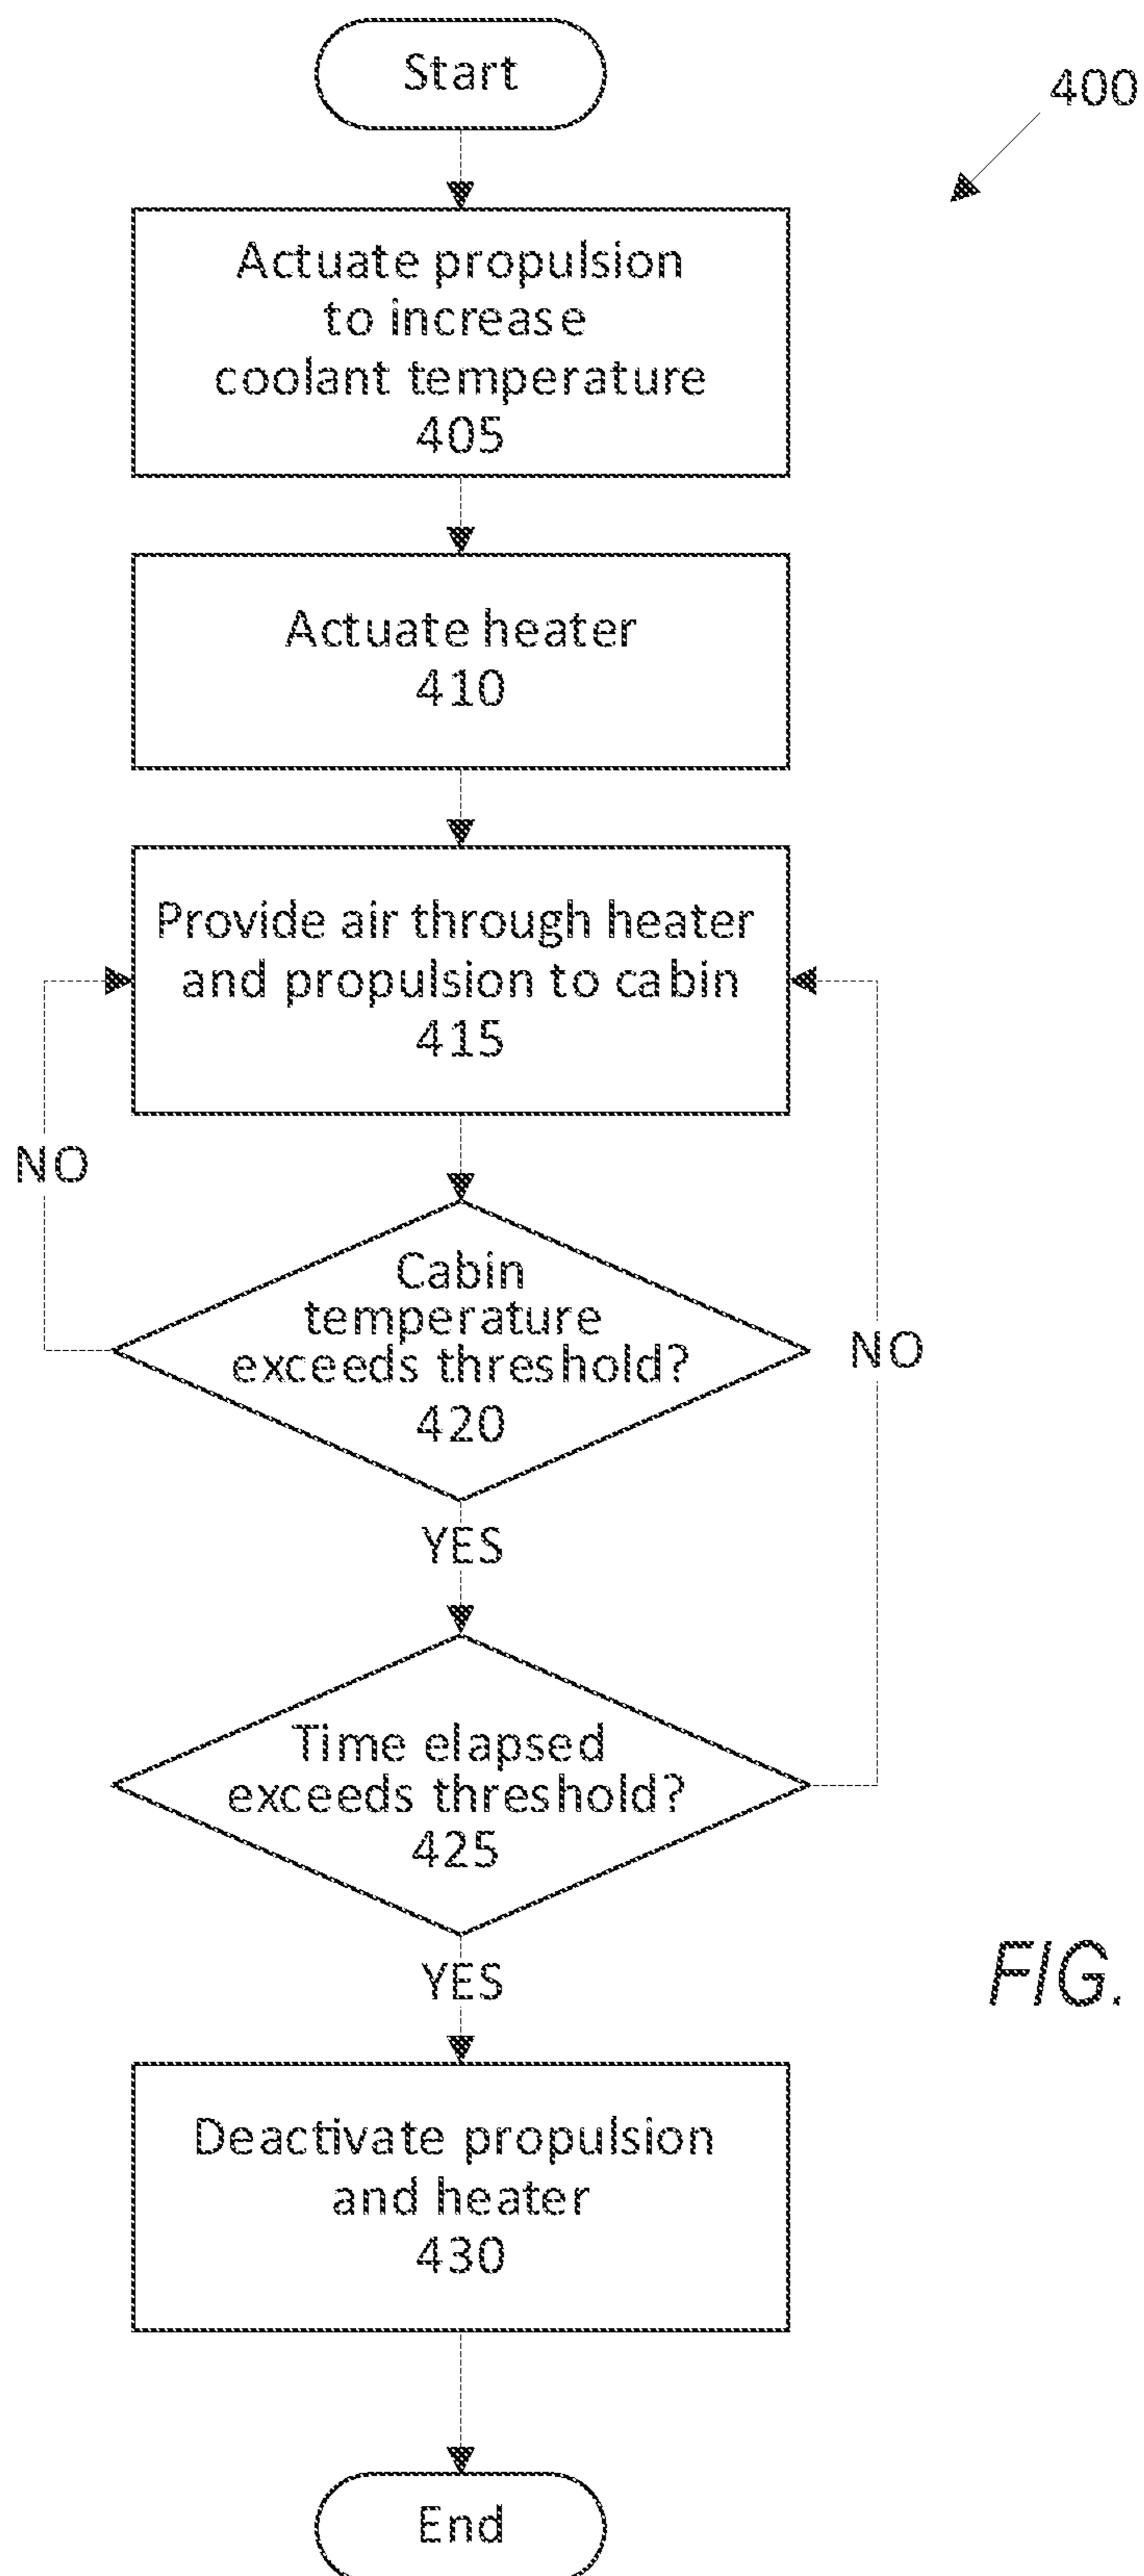 Start
400
Actuate propulsion
to increase
coolant temperature
405
Actuate heater
410
Provide air through heater
and propulsion to cabin
415
NO
Cabin
temperature
exceeds threshold?
420
NO
YES
Time elapsed
exceeds threshold?
425
YES
FIG.
Deactivate propulsion
and heater
430
End